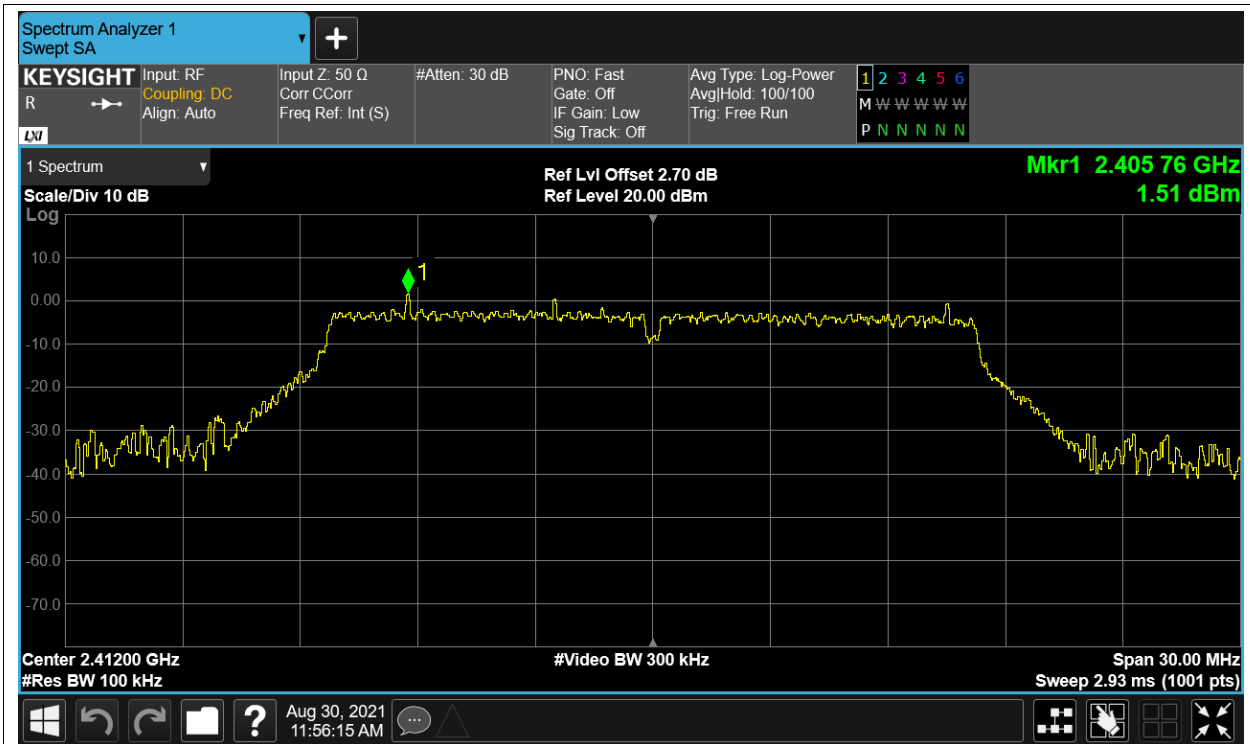 Spectrum Analyzer 1
Swept SA
KEYSIGHT
R
LXI
Input: RF
Coupling: DC
Align: Auto
Input Z: 50 Ω
Corr CCorr
Freq Ref: Int (S)
#Atten: 30 dB
PNO: Fast
Gate: Off
IF Gain: Low
Sig Track: Off
Avg Type: Log-Power
Avg|Hold: 100/100
Trig: Free Run
1 2 3 4 5 6
M W W W W W
P N N N N N
1 Spectrum
Scale/Div 10 dB
Ref Lvl Offset 2.70 dB
Ref Level 20.00 dBm
Mkr1 2.405 76 GHz
1.51 dBm
Log
10.0
0.00
-10.0
-20.0
-30.0
-40.0
-50.0
-60.0
-70.0
1
Center 2.41200 GHz
#Res BW 100 kHz
#Video BW 300 kHz
Span 30.00 MHz
Sweep 2.93 ms (1001 pts)
?
Aug 30, 2021
11:56:15 AM